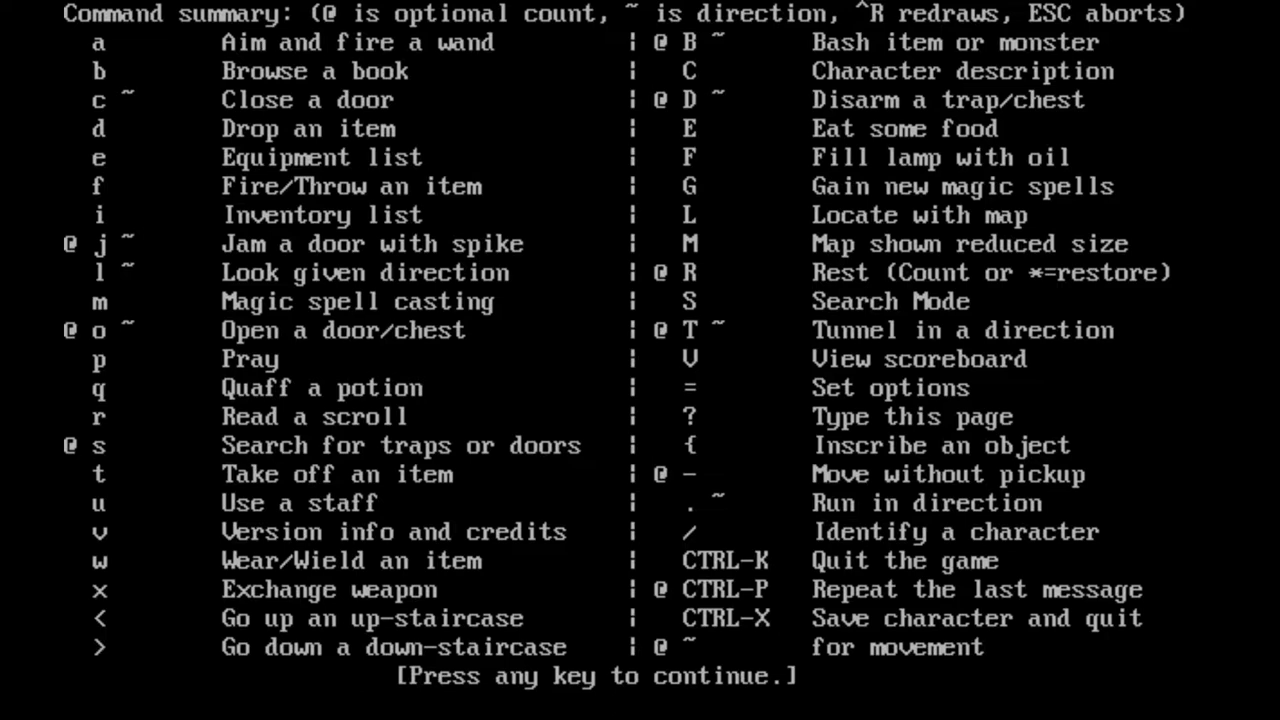 Command summary: (@ is optional count, ~ is direction, ^R redraws, ESC aborts)
  a        Aim and fire a wand        ¦ @ B ~    Bash item or monster
  b        Browse a book              ¦   C      Character description
  c ~      Close a door               ¦ @ D ~    Disarm a trap/chest
  d        Drop an item               ¦   E      Eat some food
  e        Equipment list             ¦   F      Fill lamp with oil
  f        Fire/Throw an item         ¦   G      Gain new magic spells
  i        Inventory list             ¦   L      Locate with map
@ j ~      Jam a door with spike      ¦   M      Map shown reduced size
  l ~      Look given direction       ¦ @ R      Rest (Count or *=restore)
  m        Magic spell casting        ¦   S      Search Mode
@ o ~      Open a door/chest          ¦ @ T ~    Tunnel in a direction
  p        Pray                       ¦   V      View scoreboard
  q        Quaff a potion             ¦   =      Set options
  r        Read a scroll              ¦   ?      Type this page
@ s        Search for traps or doors  ¦   {      Inscribe an object
  t        Take off an item           ¦ @ -      Move without pickup
  u        Use a staff                ¦   . ~    Run in direction
  v        Version info and credits   ¦   /      Identify a character
  w        Wear/Wield an item         ¦   CTRL-K   Quit the game
  x        Exchange weapon            ¦ @ CTRL-P   Repeat the last message
  <        Go up an up-staircase      ¦   CTRL-X   Save character and quit
  >        Go down a down-staircase   ¦ @ ~      for movement
[Press any key to continue.]